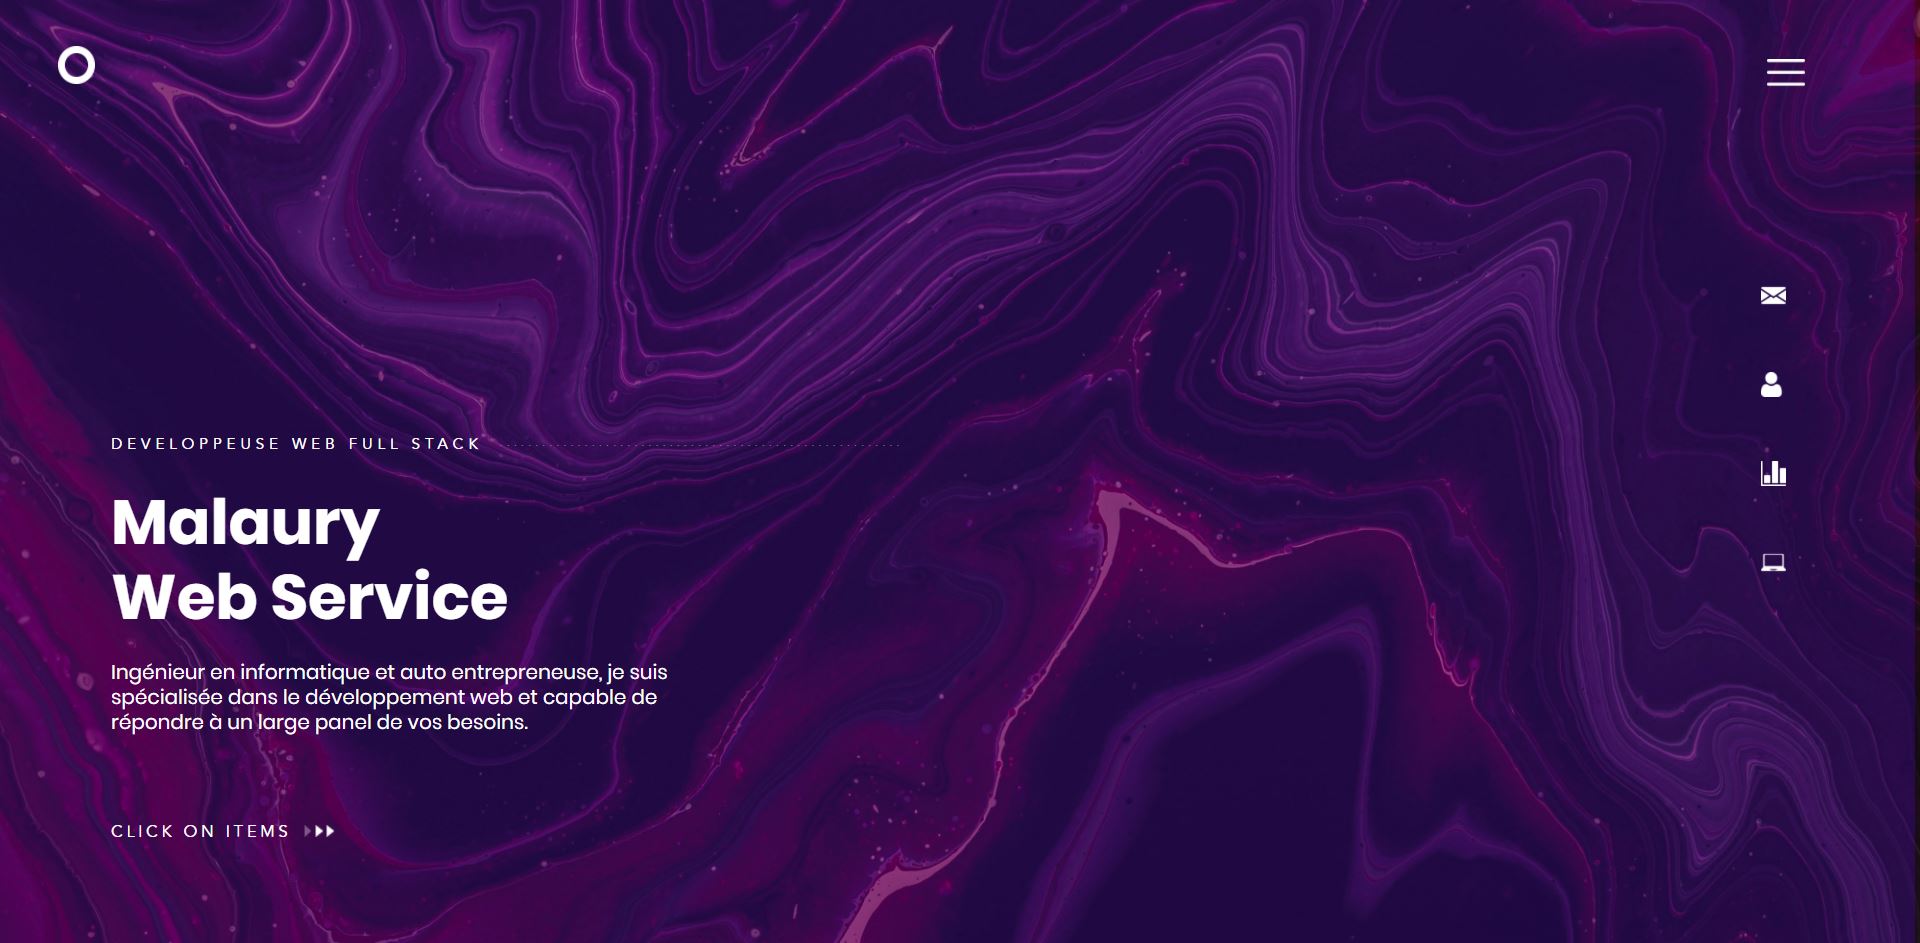 DEVELOPPEUSE WEB FULL STACK
Malaury
Web Service
Ingénieur en informatique et auto entrepreneuse, je suis
spécialisée dans le développement web et capable de
répondre à un large panel de vos besoins.
CLICK ON ITEMS